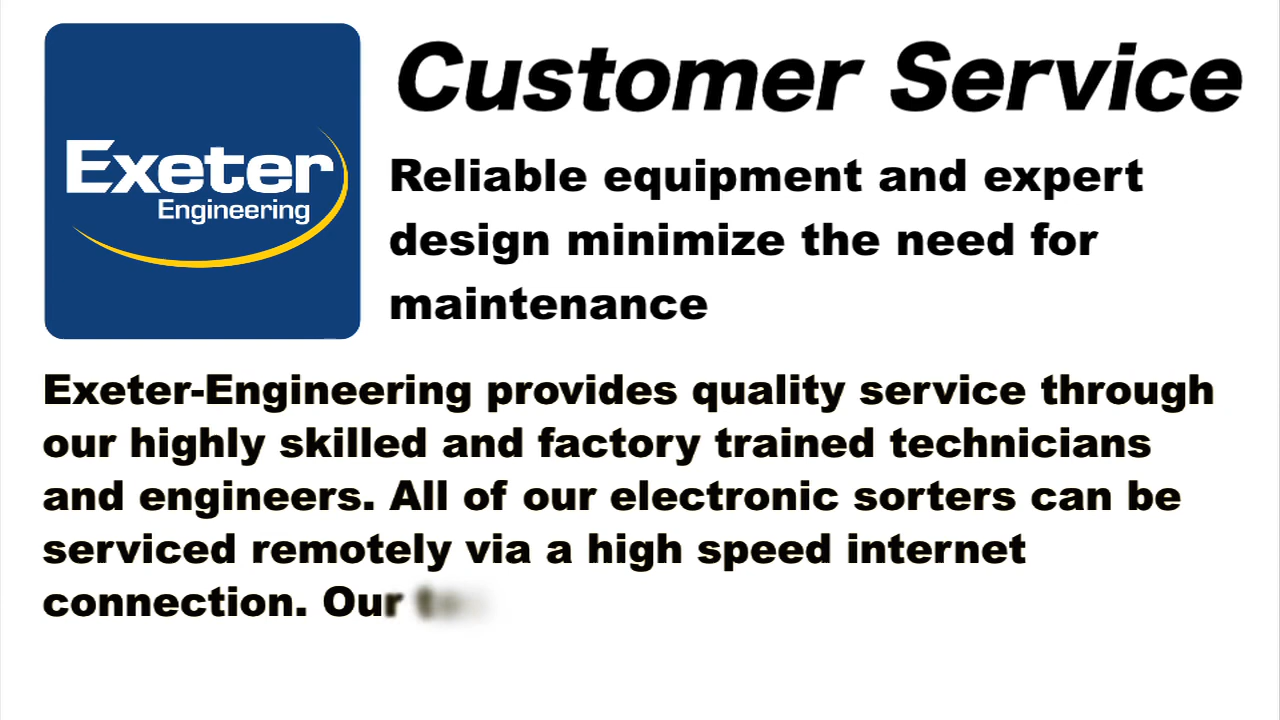 Exeter
Engineering
Customer Service
Reliable equipment and expert
design minimize the need for
maintenance
Exeter-Engineering provides quality service through
our highly skilled and factory trained technicians
and engineers. All of our electronic sorters can be
serviced remotely via a high speed internet
connection. Our